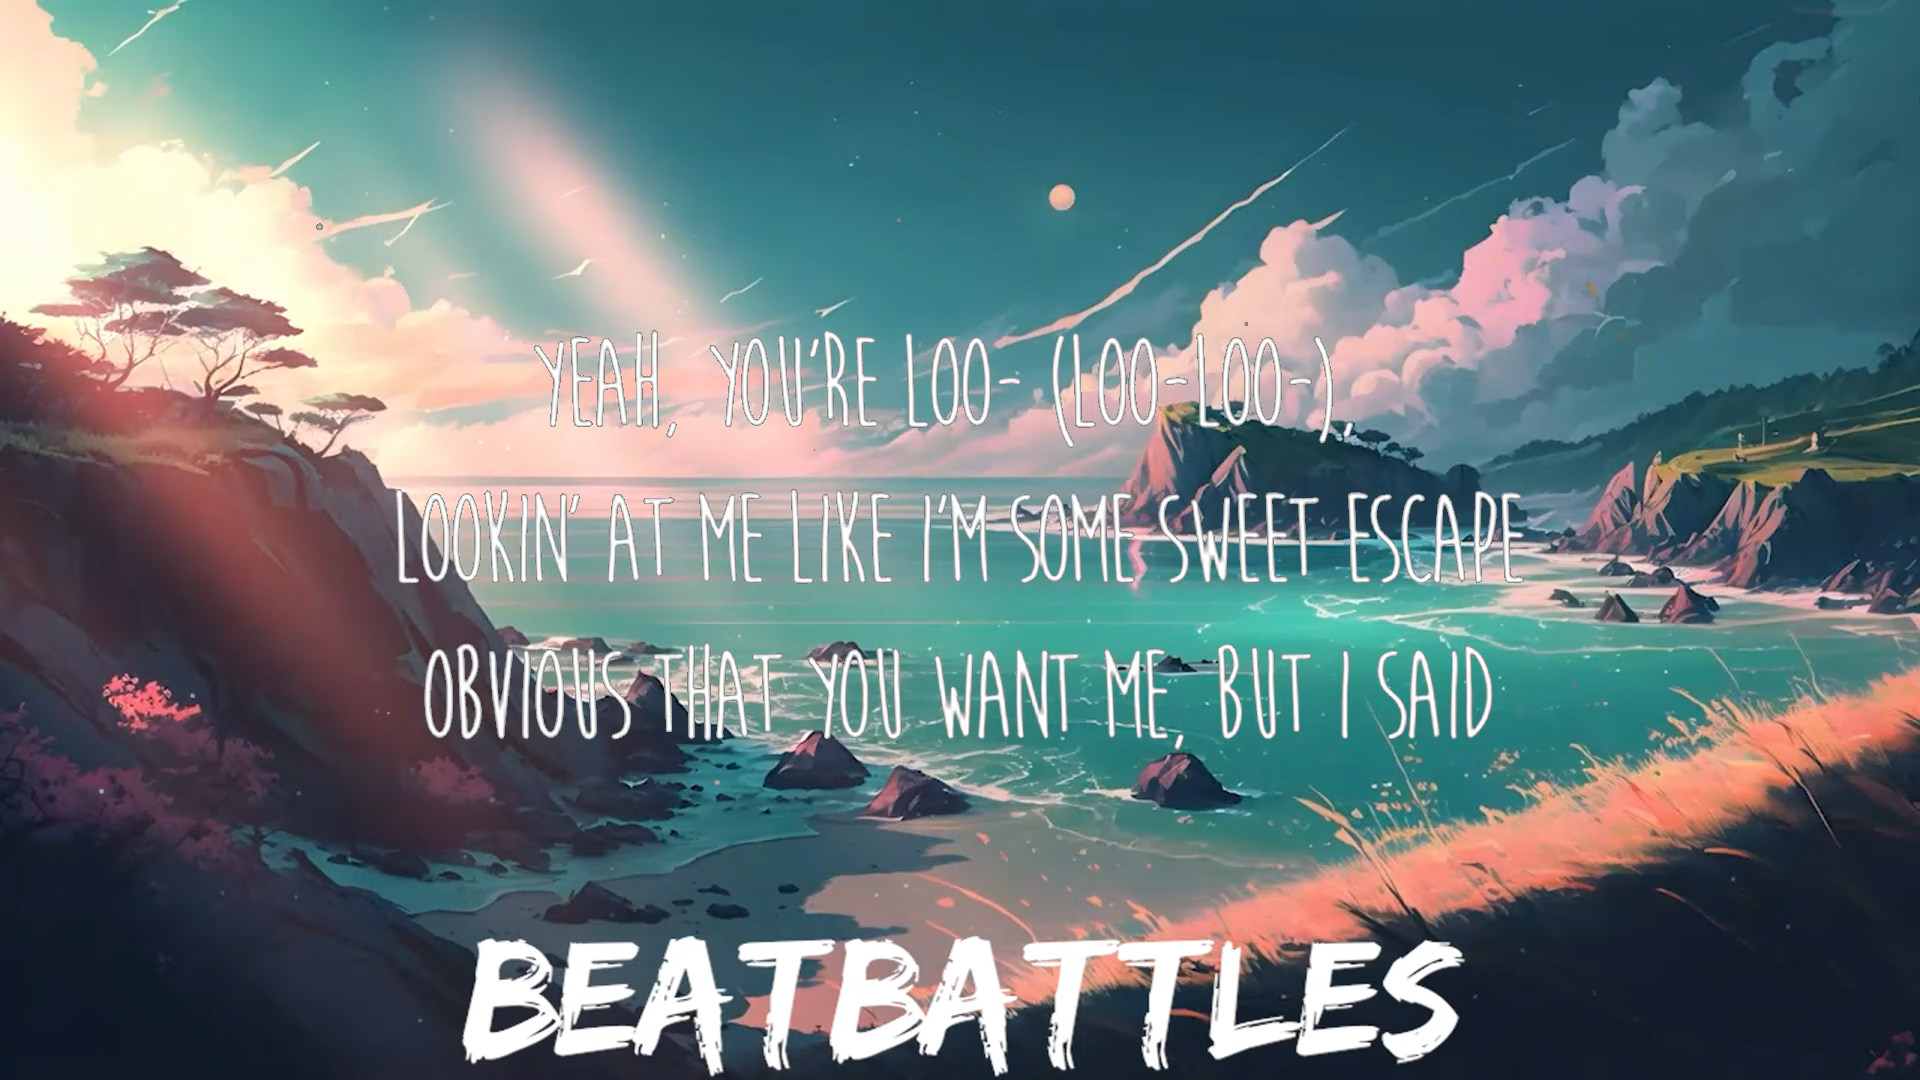 YEAH, YOU'RE LOO- (LOO-LOO-),
LOOKIN' AT ME LIKE I'M SOME SWEET ESCAPE
OBVIOUS THAT YOU WANT ME, BUT I SAID
BEATBATTLES